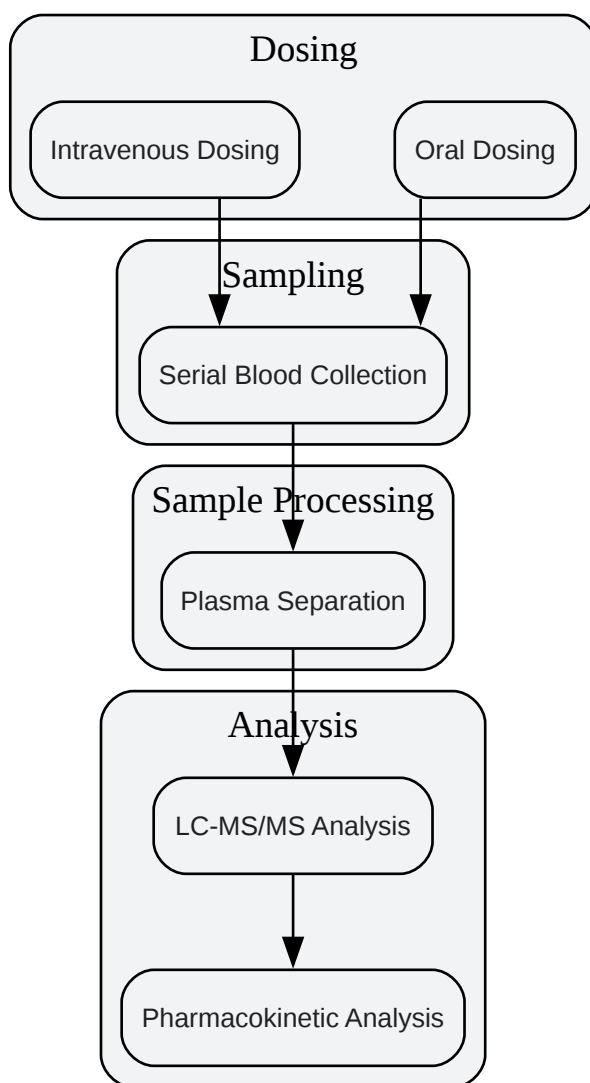 Dosing
Intravenous Dosing
Oral Dosing
Sampling
Serial Blood Collection
Sample Processing
Plasma Separation
Analysis
LC-MS/MS Analysis
Pharmacokinetic Analysis